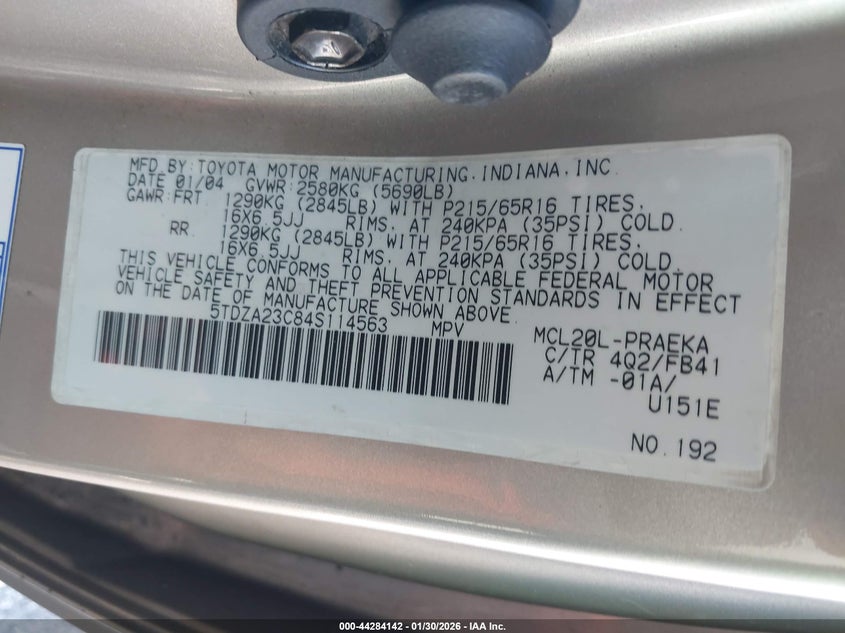 MFD.BY:TOYOTA MOTOR MANUFACTURING.INDIANA,INC.
DATE 01/04 GVWR:2580KG (5690LB)
GAWR:FRT 1290KG (2845LB) WITH P215/65R16 TIRES,
16X6.5JJ RIMS, AT 240KPA (35PSI) COLD.
RR 1290KG (2845LB) WITH P215/65R16 TIRES,
16X6.5JJ RIMS, AT 240KPA (35PSI) COLD.
THIS VEHICLE CONFORMS TO ALL APPLICABLE FEDERAL MOTOR
VEHICLE SAFETY AND THEFT PREVENTION STANDARDS IN EFFECT
ON THE DATE OF MANUFACTURE SHOWN ABOVE.
5TDZA23C84S114563 MPV
MCL20L-PRAEKA
C/TR 4Q2/FB41
A/TM -01A/
U151E
NO.192
000-44284142 - 01/30/2026 - IAA Inc.